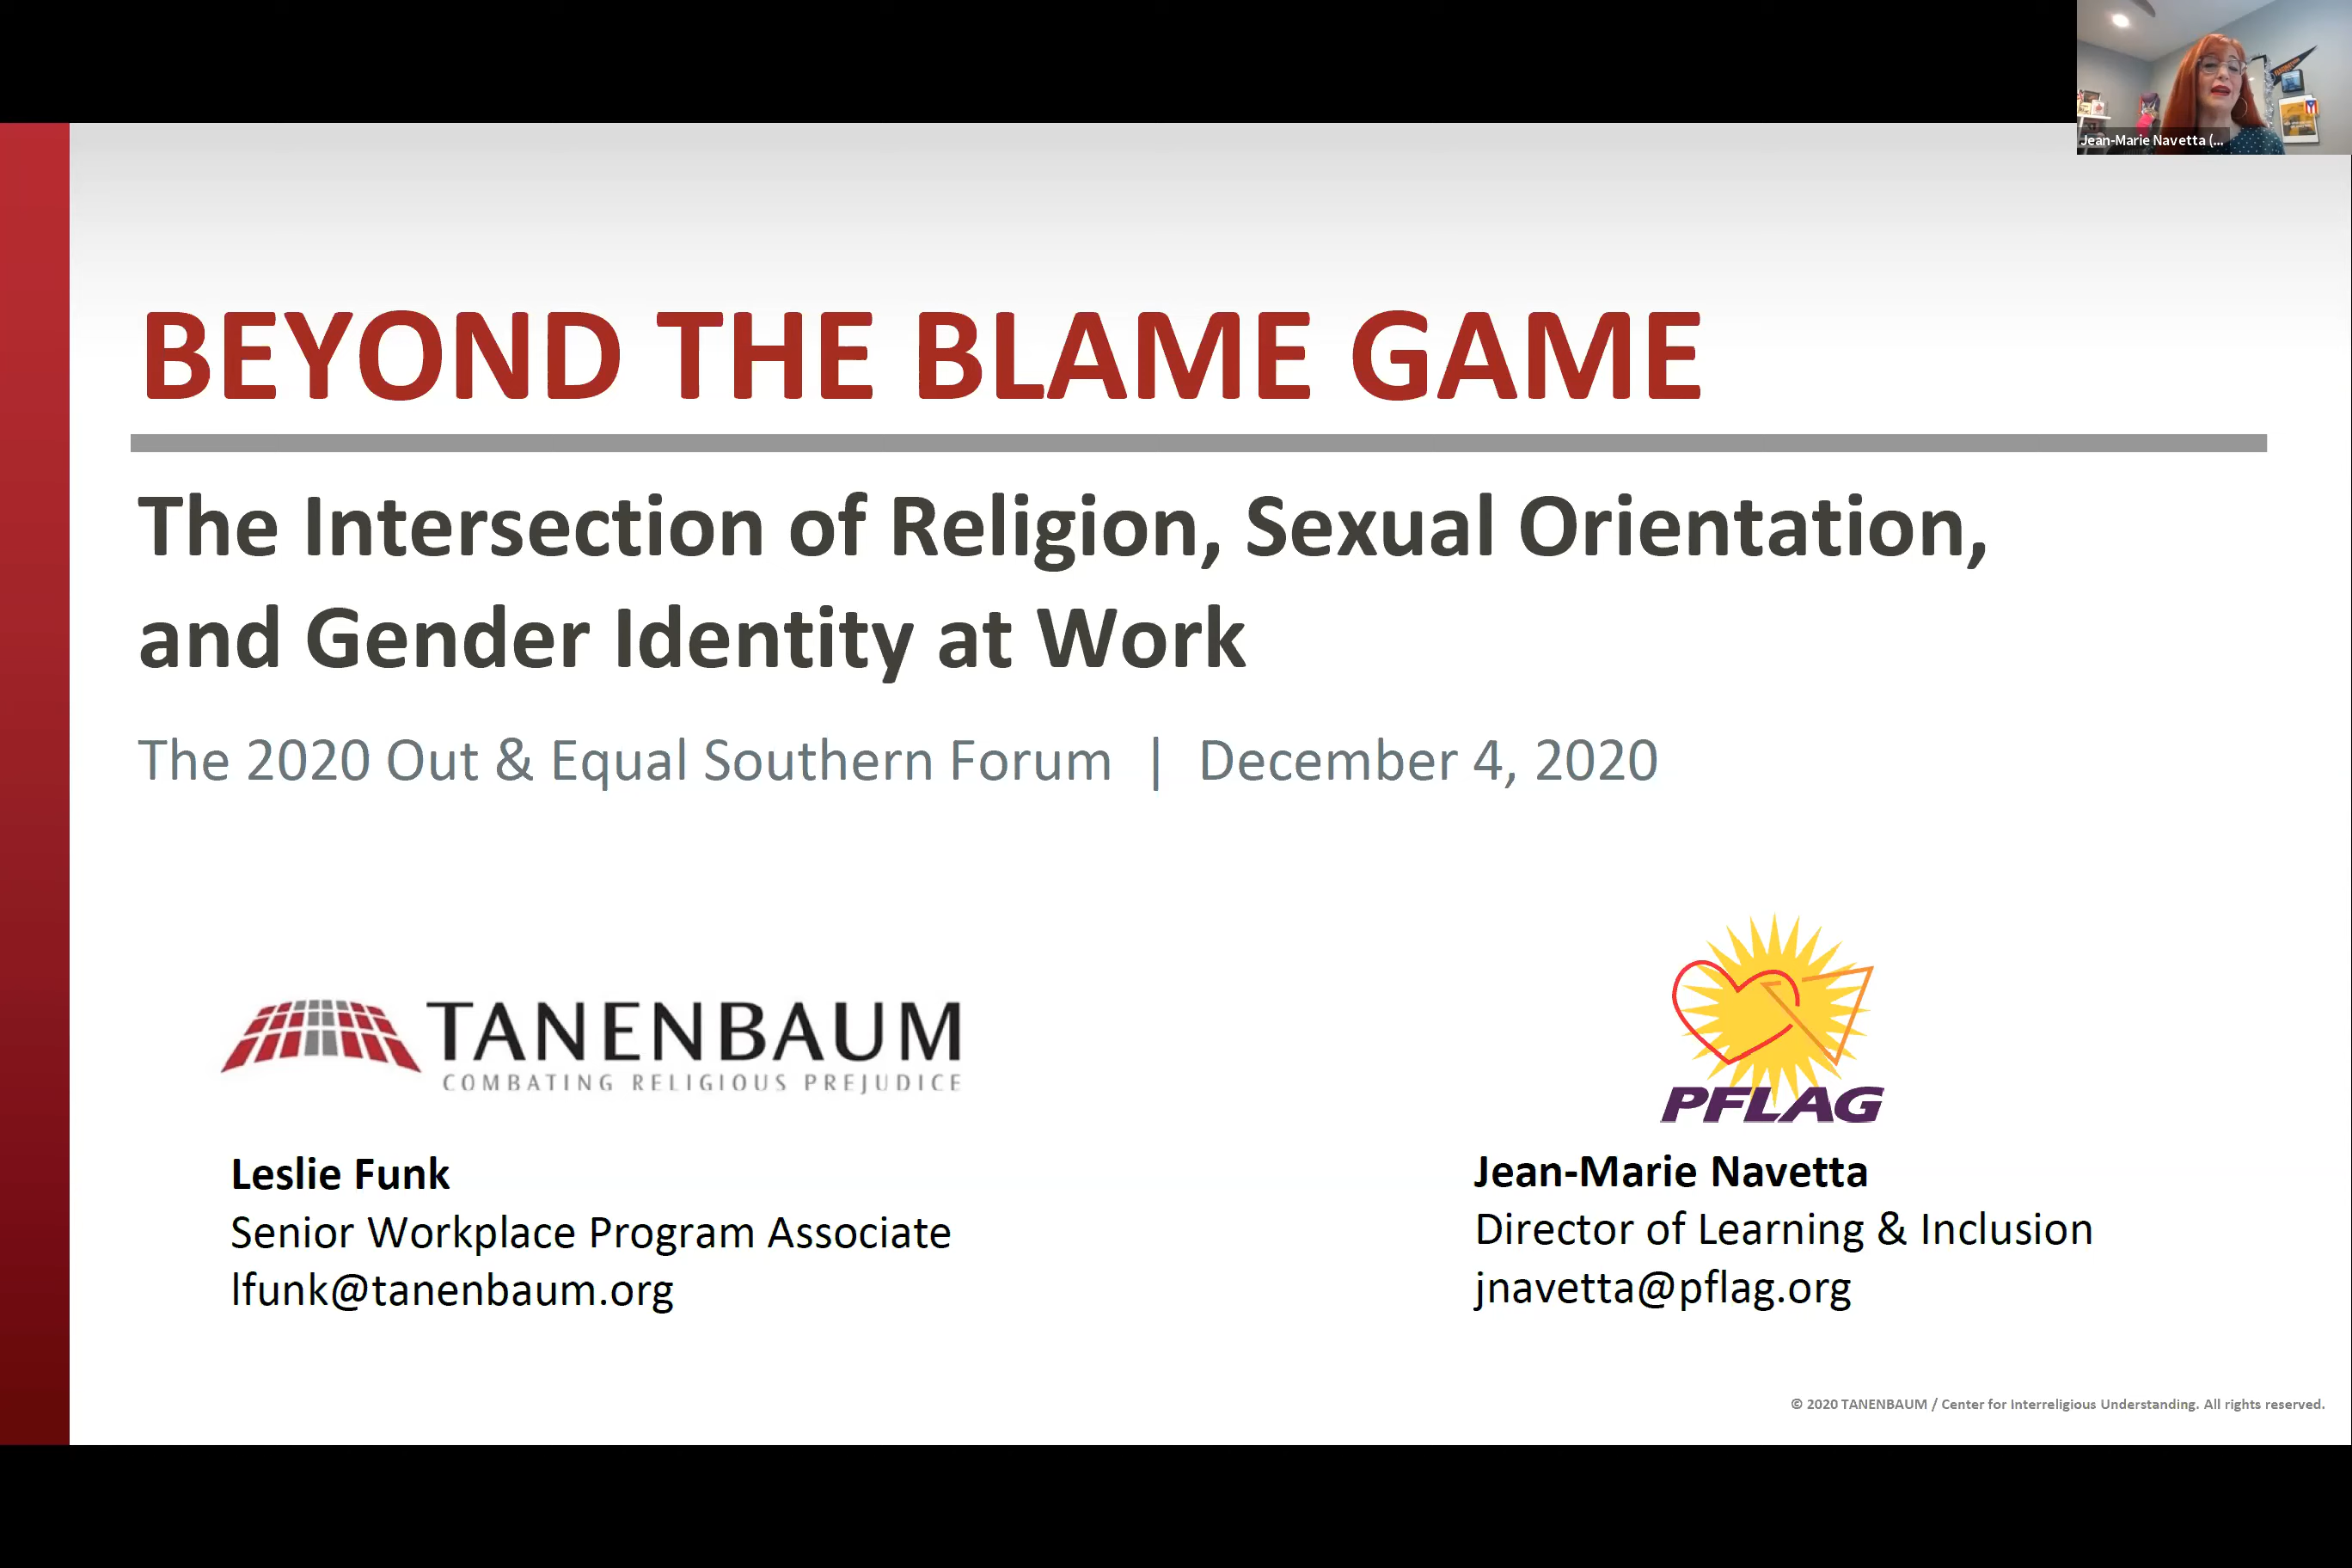 Jean-Marie Navetta (...
BEYOND THE BLAME GAME
The Intersection of Religion, Sexual Orientation,
and Gender Identity at Work
The 2020 Out & Equal Southern Forum | December 4, 2020
TANENBAUM
COMBATING RELIGIOUS PREJUDICE
Leslie Funk
Senior Workplace Program Associate
lfunk@tanenbaum.org
PFLAG
Jean-Marie Navetta
Director of Learning & Inclusion
jnavetta@pflag.org
© 2020 TANENBAUM / Center for Interreligious Understanding. All rights reserved.